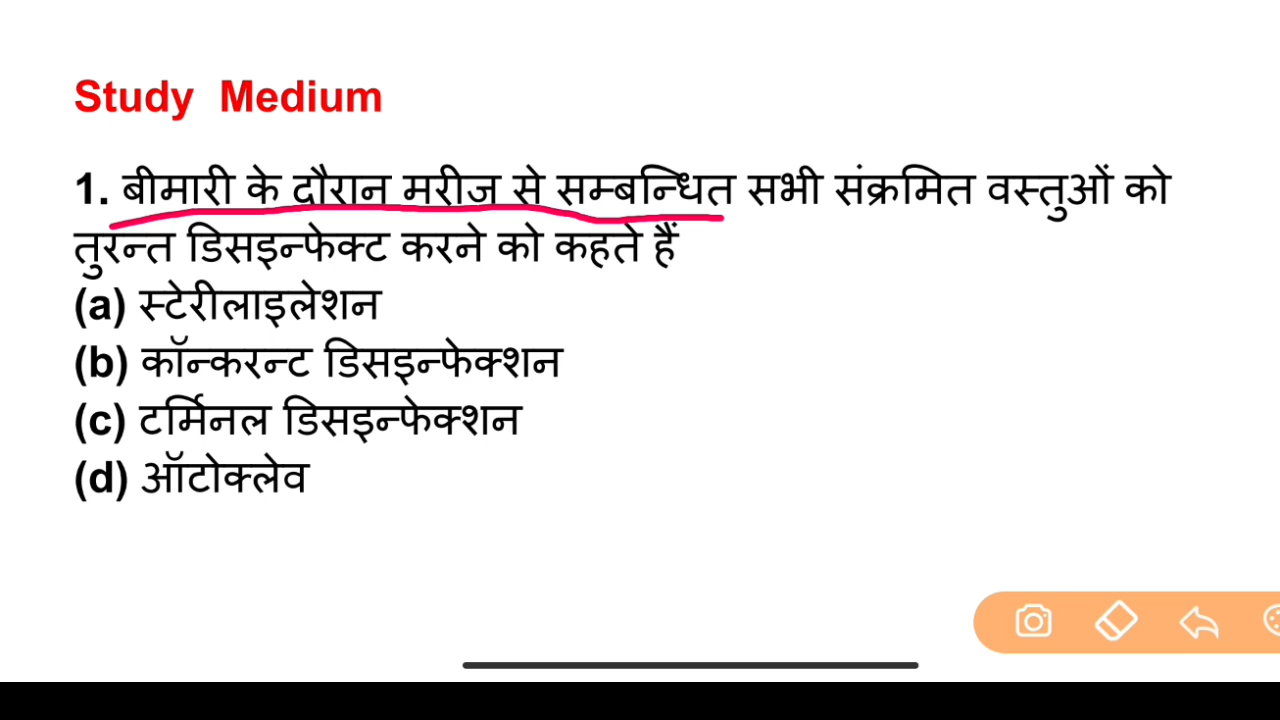 Study Medium
1. बीमारी के दौरान मरीज से सम्बन्धित सभी संक्रमित वस्तुओं को
तुरन्त डिसइन्फेक्ट करने को कहते हैं
(a) स्टेरीलाइलेशन
(b) कॉन्करन्ट डिसइन्फेक्शन
(c) टर्मिनल डिसइन्फेक्शन
(d) ऑटोक्लेव